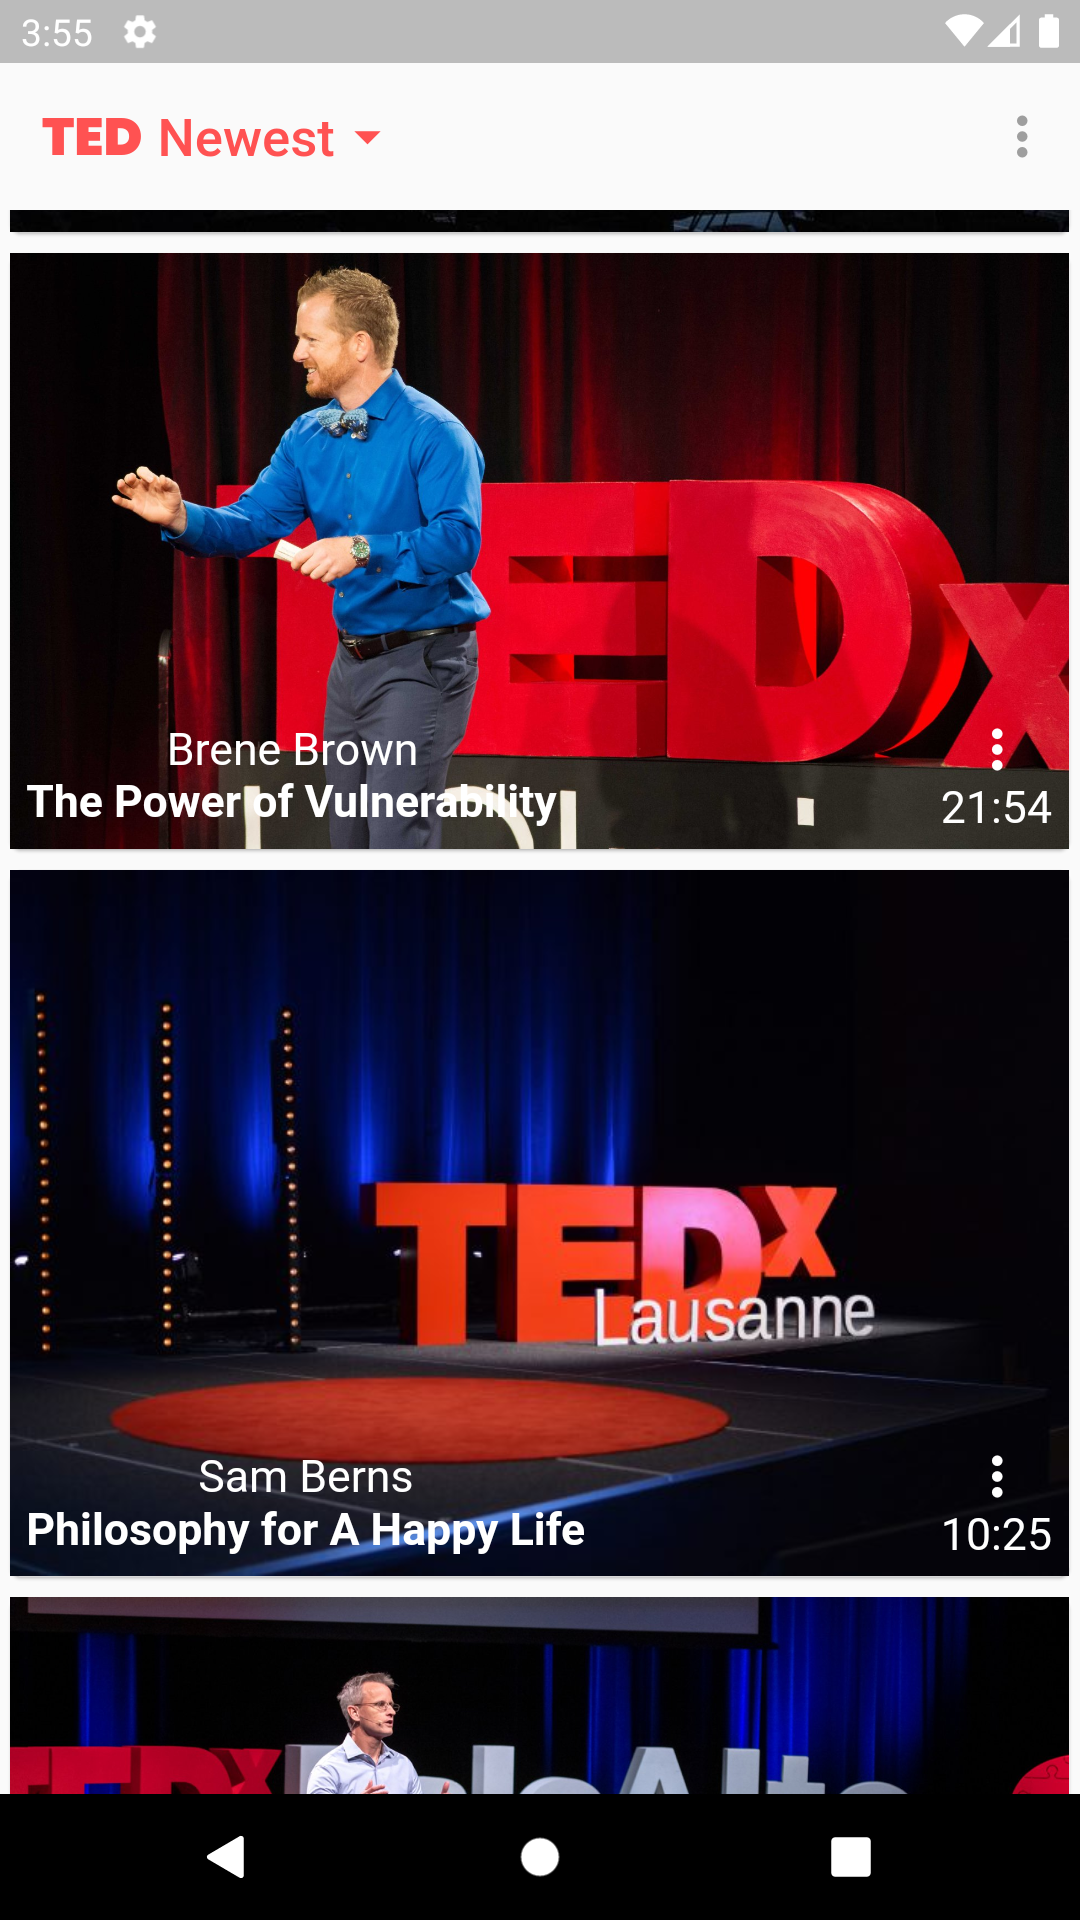 3:55
TED Newest
TEDx
Brene Brown
The Power of Vulnerability
21:54
TEDx
Lausanne
Sam Berns
Philosophy for A Happy Life
10:25
TEDx